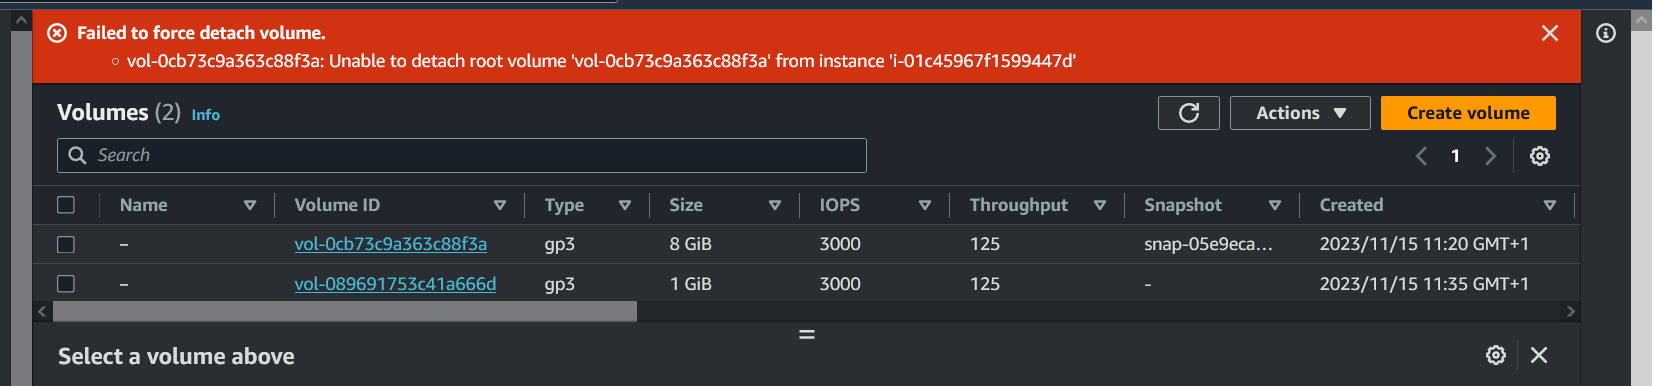 Failed to force detach volume.
vol-0cb73c9a363c88f3a: Unable to detach root volume 'vol-0cb73c9a363c88f3a' from instance 'i-01c45967f1599447d'
Volumes (2) Info
Actions
Create volume
Search
1
Name Volume ID Type Size IOPS Throughput Snapshot Created
– vol-0cb73c9a363c88f3a gp3 8 GiB 3000 125 snap-05e9eca... 2023/11/15 11:20 GMT+1
– vol-089691753c41a666d gp3 1 GiB 3000 125 - 2023/11/15 11:35 GMT+1
Select a volume above